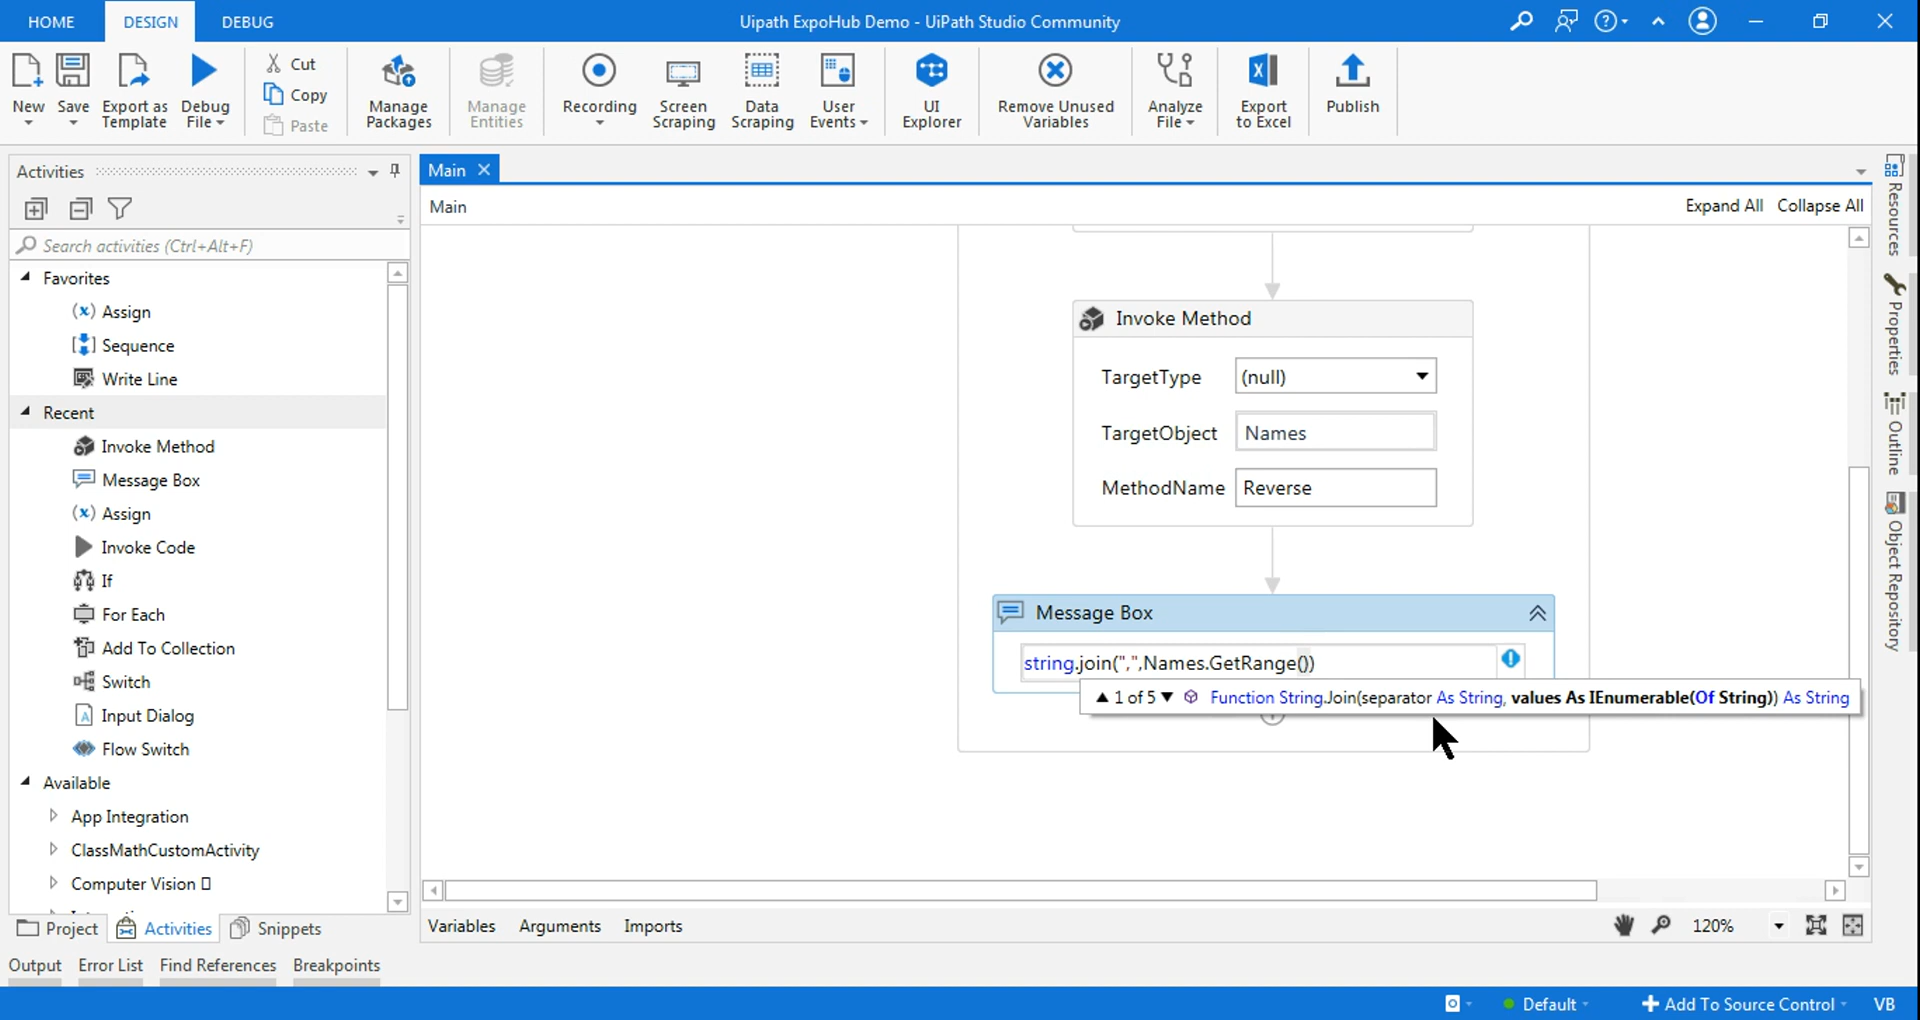 HOME DESIGN DEBUG Uipath ExpoHub Demo - UiPath Studio Community
New Save Export as Template Debug File Cut Copy Paste Manage Packages Manage Entities Recording Screen Scraping Data Scraping User Events UI Explorer Remove Unused Variables Analyze File Export to Excel Publish
Activities
Search activities (Ctrl+Alt+F)
Favorites
(x) Assign
Sequence
Write Line
Recent
Invoke Method
Message Box
(x) Assign
Invoke Code
If
For Each
Add To Collection
Switch
Input Dialog
Flow Switch
Available
App Integration
ClassMathCustomActivity
Computer Vision
Project Activities Snippets
Main
Main Expand All Collapse All
Invoke Method
TargetType (null)
TargetObject Names
MethodName Reverse
Message Box
string.join(",",Names.GetRange())
1 of 5 Function String.Join(separator As String, values As IEnumerable(Of String)) As String
Variables Arguments Imports 120%
Resources
Properties
Outline
Object Repository
Output Error List Find References Breakpoints
Default Add To Source Control VB